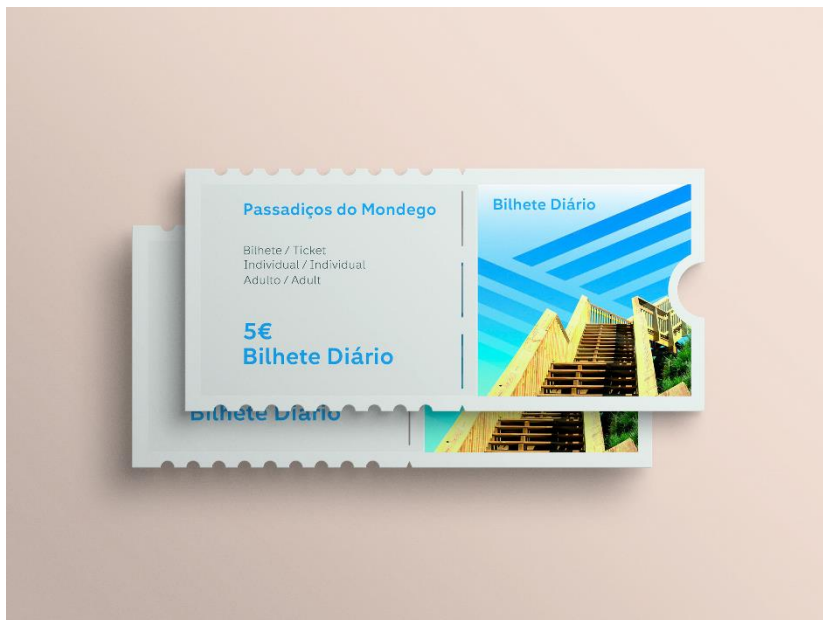 Passadiços do Mondego
Bilhete / Ticket
Individual / Individual
Adulto / Adult
5€
Bilhete Diário
Bilhete Diário
Bilhete Diário